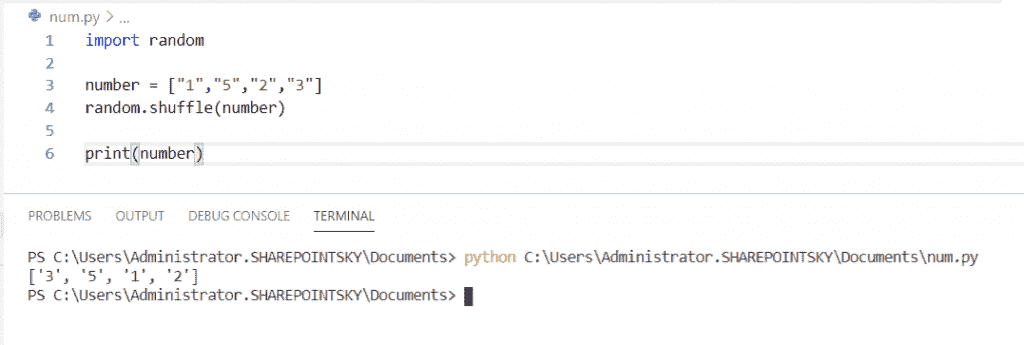 num.py > ...
1 import random
2
3 number = ["1","5","2","3"]
4 random.shuffle(number)
5
6 print(number)
PROBLEMS OUTPUT DEBUG CONSOLE TERMINAL
PS C:\Users\Administrator.SHAREPOINTSKY\Documents> python C:\Users\Administrator.SHAREPOINTSKY\Documents\num.py
['3', '5', '1', '2']
PS C:\Users\Administrator.SHAREPOINTSKY\Documents>